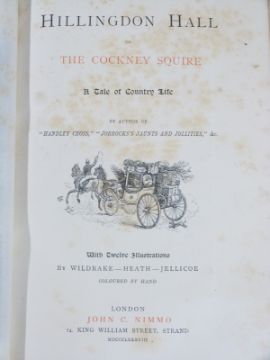 HILLINGDON HALL
OR
THE COCKNEY SQUIRE
A Tale of Country Life
BY AUTHOR OF
"HANDLEY CROSS," "JORROCKS'S JAUNTS AND JOLLITIES," &c.
With Twelve Illustrations
BY WILDRAKE—HEATH—JELLICOE
COLOURED BY HAND
LONDON
JOHN C. NIMMO
14, KING WILLIAM STREET, STRAND
MDCCCLXXXVIII